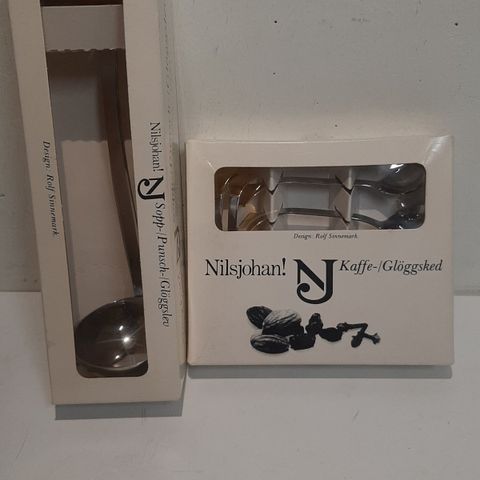 Design: Rolf Sinnemark.
Nilsjohan! NJ Sopp-/Punsch-/Glöggslev
Design: Rolf Sinnemark.
Nilsjohan! NJ Kaffe-/Glöggsked